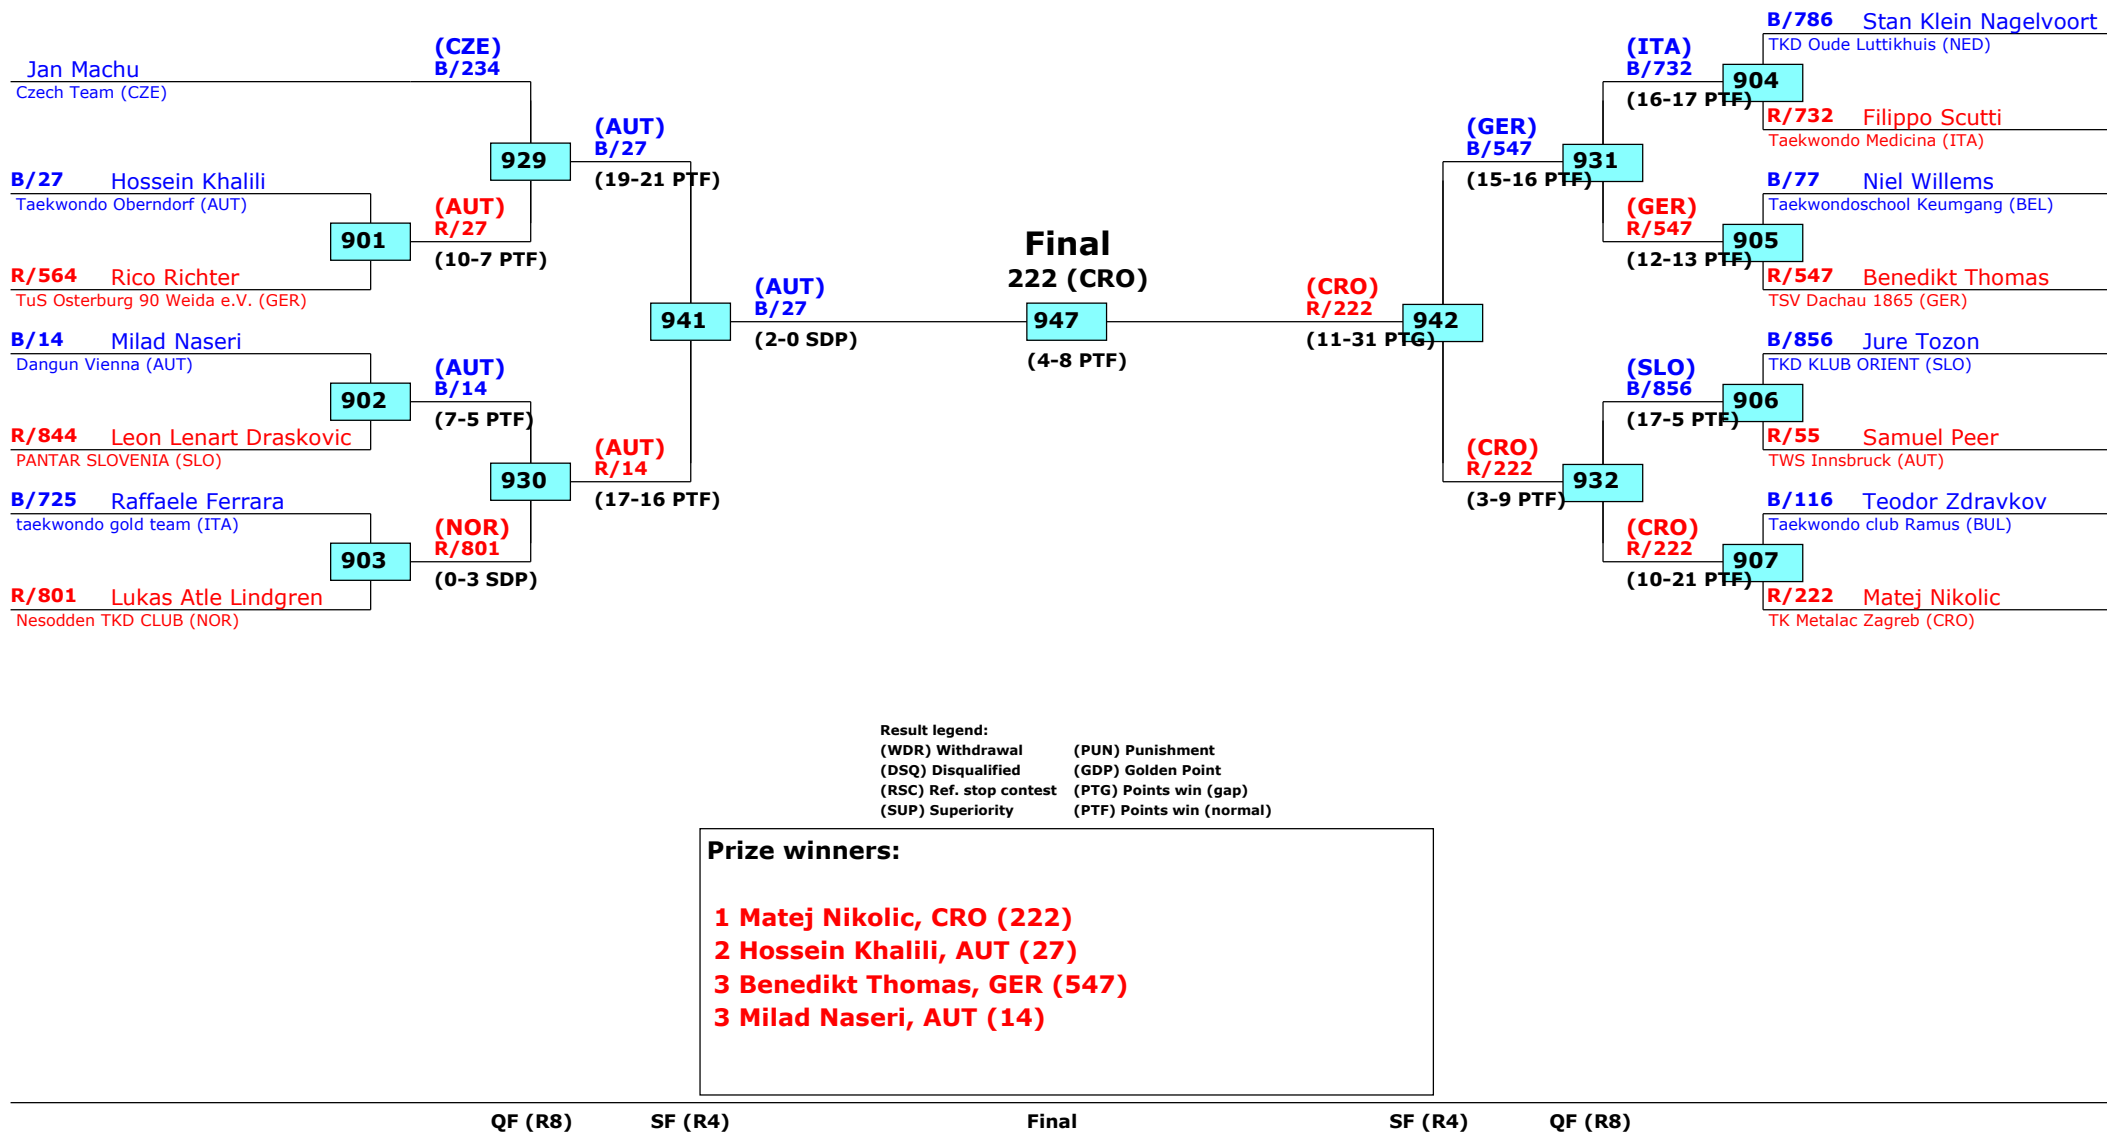 (CZE)
B/234
Jan Machu
Czech Team (CZE)
B/27 Hossein Khalili
Taekwondo Oberndorf (AUT)
R/564 Rico Richter
TuS Osterburg 90 Weida e.V. (GER)
901
(AUT)
R/27
(10-7 PTF)
929
(AUT)
B/27
(19-21 PTF)
B/14 Milad Naseri
Dangun Vienna (AUT)
R/844 Leon Lenart Draskovic
PANTAR SLOVENIA (SLO)
902
(AUT)
B/14
(7-5 PTF)
B/725 Raffaele Ferrara
taekwondo gold team (ITA)
R/801 Lukas Atle Lindgren
Nesodden TKD CLUB (NOR)
903
(NOR)
R/801
(0-3 SDP)
930
(AUT)
R/14
(17-16 PTF)
941
(AUT)
B/27
(2-0 SDP)
Final
222 (CRO)
947
(4-8 PTF)
(CRO)
R/222
(11-31 PTG)
942
(GER)
B/547
(15-16 PTF)
931
(ITA)
B/732
(16-17 PTF)
904
B/786 Stan Klein Nagelvoort
TKD Oude Luttikhuis (NED)
R/732 Filippo Scutti
Taekwondo Medicina (ITA)
(GER)
R/547
(12-13 PTF)
905
B/77 Niel Willems
Taekwondoschool Keumgang (BEL)
R/547 Benedikt Thomas
TSV Dachau 1865 (GER)
(CRO)
R/222
(3-9 PTF)
932
(SLO)
B/856
(17-5 PTF)
906
B/856 Jure Tozon
TKD KLUB ORIENT (SLO)
R/55 Samuel Peer
TWS Innsbruck (AUT)
(CRO)
R/222
(10-21 PTF)
907
B/116 Teodor Zdravkov
Taekwondo club Ramus (BUL)
R/222 Matej Nikolic
TK Metalac Zagreb (CRO)
Result legend:
(WDR) Withdrawal (PUN) Punishment
(DSQ) Disqualified (GDP) Golden Point
(RSC) Ref. stop contest (PTG) Points win (gap)
(SUP) Superiority (PTF) Points win (normal)
Prize winners:
1 Matej Nikolic, CRO (222)
2 Hossein Khalili, AUT (27)
3 Benedikt Thomas, GER (547)
3 Milad Naseri, AUT (14)
QF (R8) SF (R4) Final SF (R4) QF (R8)